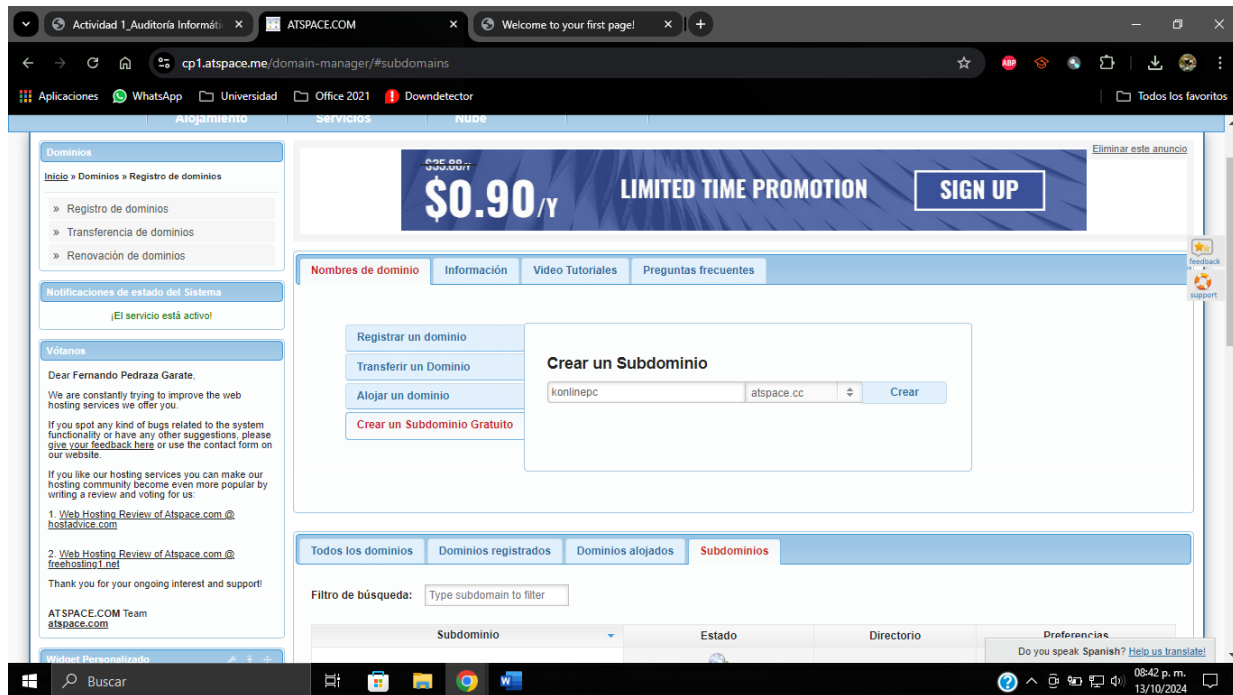 Actividad 1_Auditoría Informáti
ATSPACE.COM
Welcome to your first page!
cp1.atspace.me/domain-manager/#subdomains
ABP
Aplicaciones
WhatsApp
Universidad
Office 2021
Downdetector
Todos los favoritos
Alojamiento
Servicios
Nube
Dominios
Inicio » Dominios » Registro de dominios
» Registro de dominios
» Transferencia de dominios
» Renovación de dominios
Notificaciones de estado del Sistema
¡El servicio está activo!
Vótanos
Dear Fernando Pedraza Garate,
We are constantly trying to improve the web
hosting services we offer you.
If you spot any kind of bugs related to the system
functionality or have any other suggestions, please
give your feedback here or use the contact form on
our website.
If you like our hosting services you can make our
hosting community become even more popular by
writing a review and voting for us:
1. Web Hosting Review of Atspace.com @
hostadvice.com
2. Web Hosting Review of Atspace.com @
freehosting1.net
Thank you for your ongoing interest and support!
ATSPACE.COM Team
atspace.com
Widget Personalizado
Eliminar este anuncio
$35.88/Y
$0.90/Y
LIMITED TIME PROMOTION
SIGN UP
feedback
support
Nombres de dominio
Información
Video Tutoriales
Preguntas frecuentes
Registrar un dominio
Transferir un Dominio
Alojar un dominio
Crear un Subdominio Gratuito
Crear un Subdominio
konlinepc
atspace.cc
Crear
Todos los dominios
Dominios registrados
Dominios alojados
Subdominios
Filtro de búsqueda:
Type subdomain to filter
Subdominio
Estado
Directorio
Preferencias
Do you speak Spanish? Help us translate!
Buscar
08:42 p. m.
13/10/2024